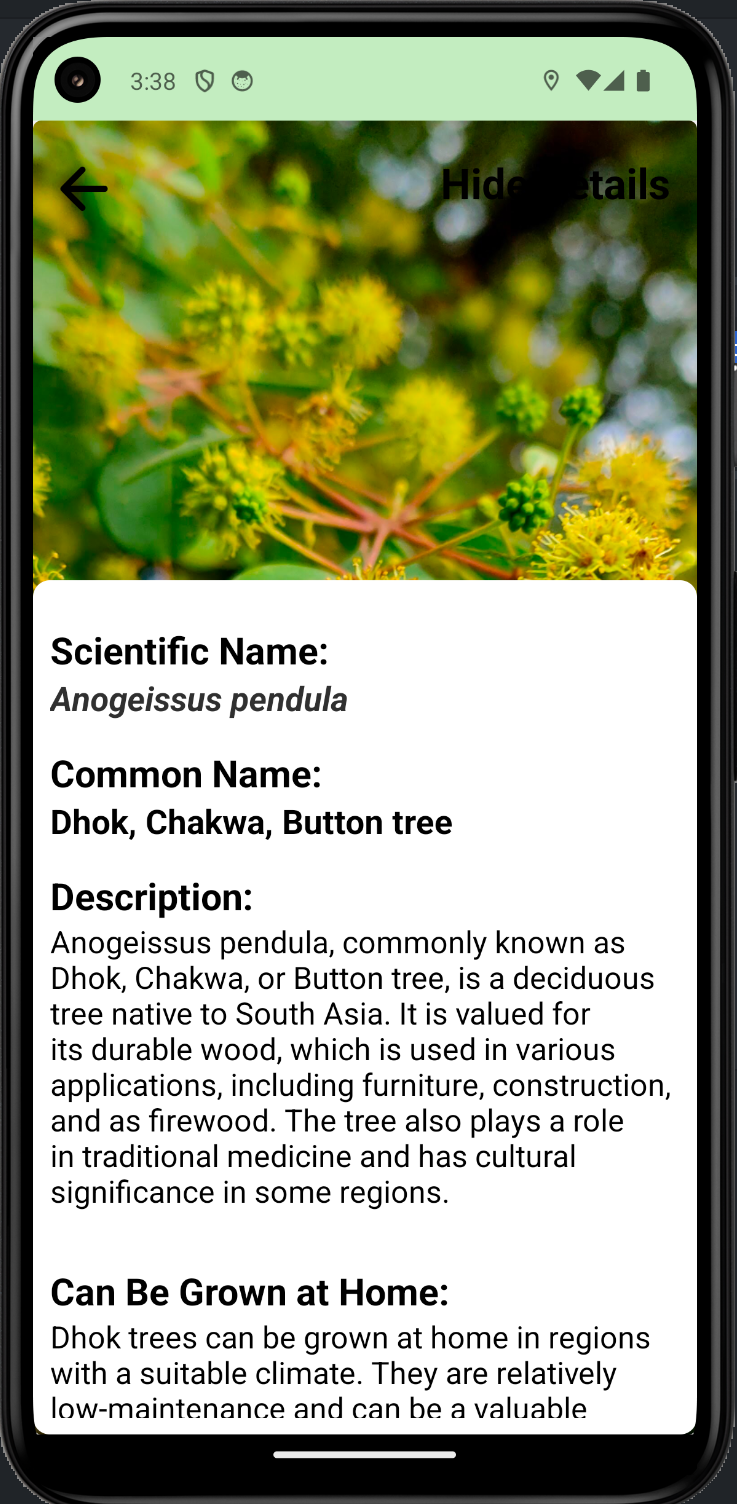 3:38
Hide Details
Scientific Name:
Anogeissus pendula
Common Name:
Dhok, Chakwa, Button tree
Description:
Anogeissus pendula, commonly known as
Dhok, Chakwa, or Button tree, is a deciduous
tree native to South Asia. It is valued for
its durable wood, which is used in various
applications, including furniture, construction,
and as firewood. The tree also plays a role
in traditional medicine and has cultural
significance in some regions.
Can Be Grown at Home:
Dhok trees can be grown at home in regions
with a suitable climate. They are relatively
low-maintenance and can be a valuable